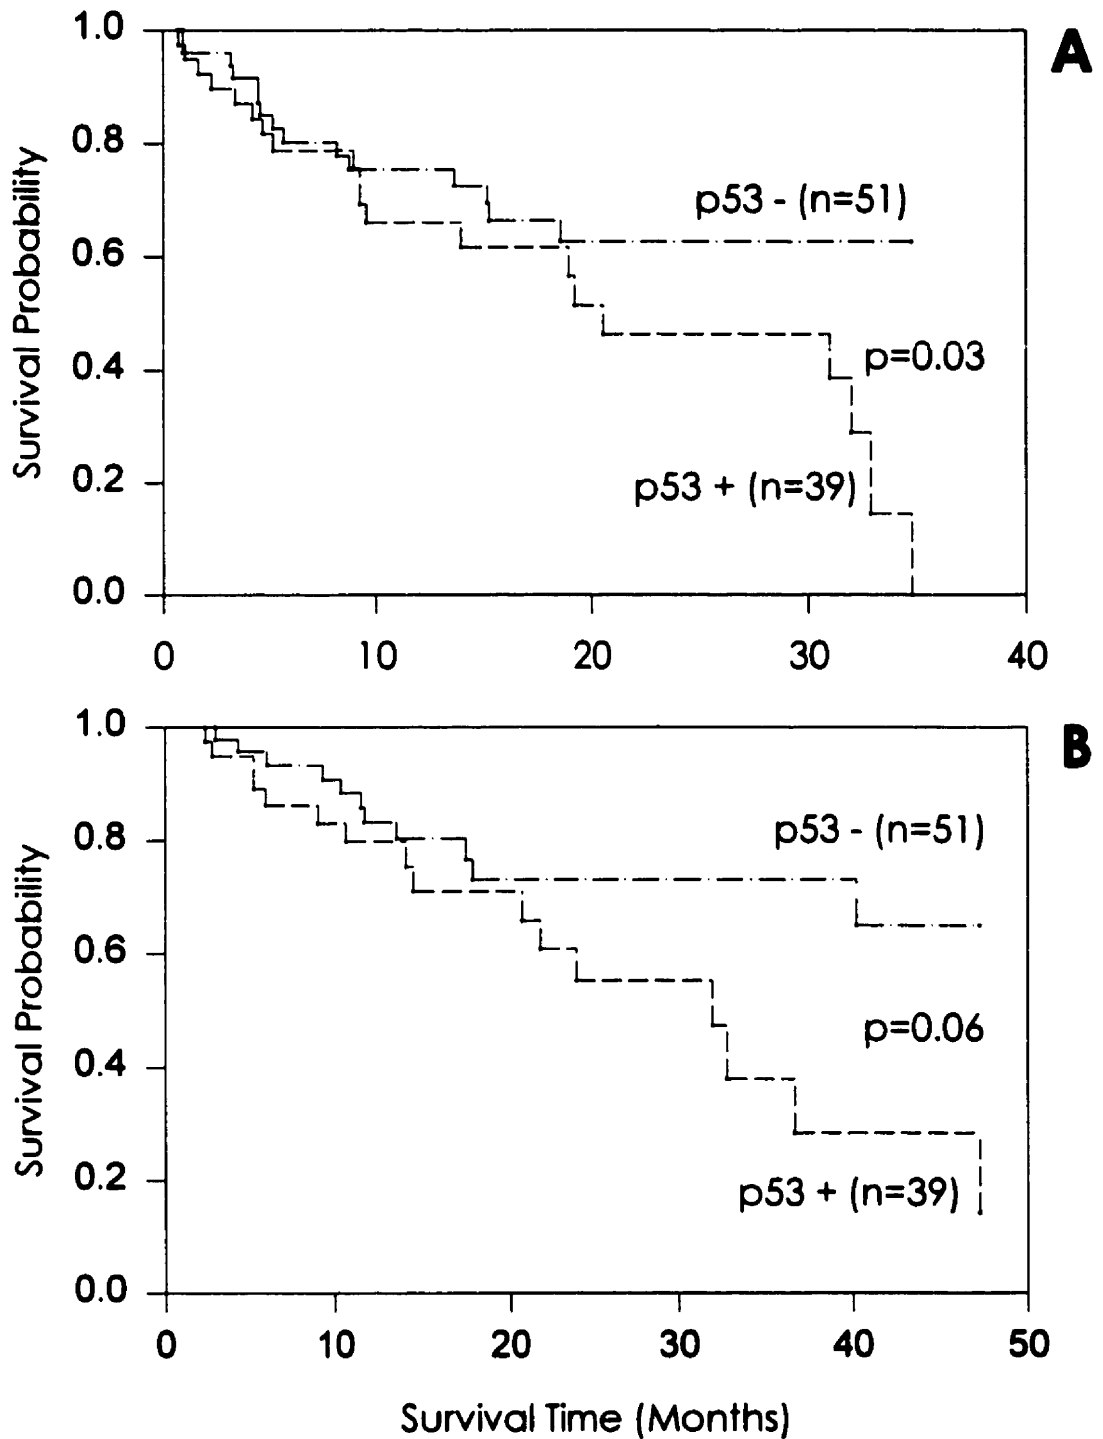 A
1.0
0.8
0.6
0.4
0.2
0.0
Survival Probability
p53 - (n=51)
p=0.03
p53 + (n=39)
0 10 20 30 40
B
1.0
0.8
0.6
0.4
0.2
0.0
Survival Probability
p53 - (n=51)
p=0.06
p53 + (n=39)
0 10 20 30 40 50
Survival Time (Months)